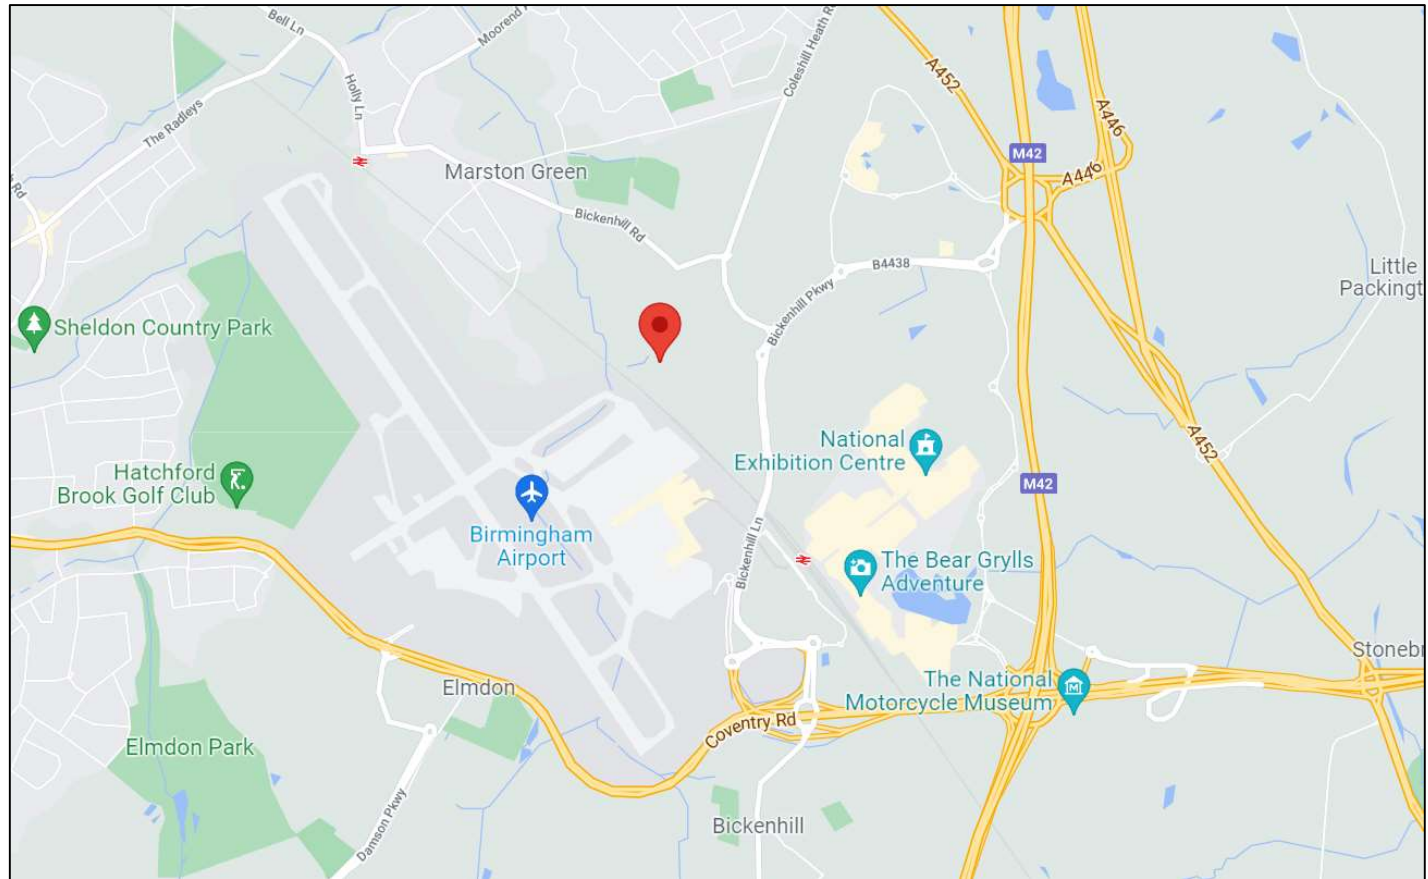 Bell Ln
Moorend
Coleshill Heath Rd
A452
Holly Ln
The Radleys
A446
M42
A446
Marston Green
Rd
Bickenhill Rd
B4438
Little
Packingt
Bickenhill Pkwy
Sheldon Country Park
A452
National
Exhibition Centre
Hatchford
Brook Golf Club
M42
Birmingham
Airport
Bickenhill Ln
The Bear Grylls
Adventure
Stonebr
Elmdon
The National
Motorcycle Museum
Coventry Rd
Elmdon Park
Damson Pkwy
Bickenhill